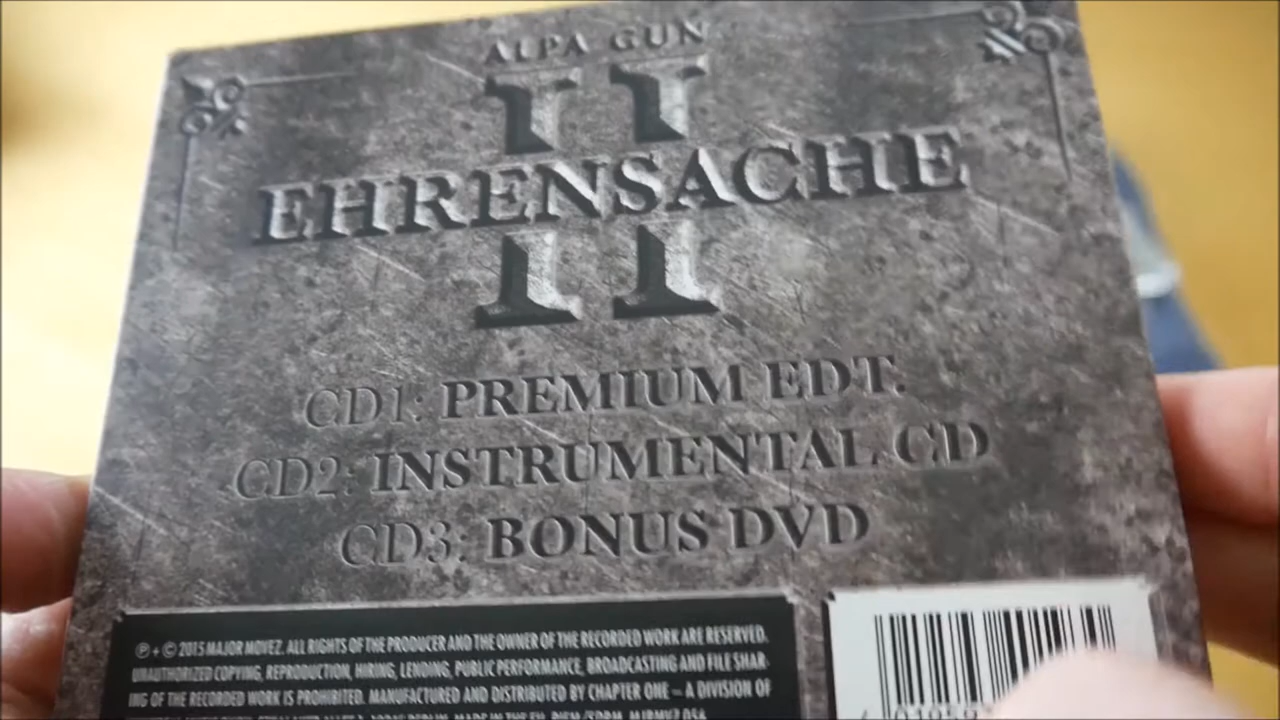 ALPA GUN
II
EHRENSACHE
II
CD1: PREMIUM EDT.
CD2: INSTRUMENTAL CD
CD3: BONUS DVD
℗ + © 2015 MAJOR MOVEZ. ALL RIGHTS OF THE PRODUCER AND THE OWNER OF THE RECORDED WORK ARE RESERVED.
UNAUTHORIZED COPYING, REPRODUCTION, HIRING, LENDING, PUBLIC PERFORMANCE, BROADCASTING AND FILE SHAR-
ING OF THE RECORDED WORK IS PROHIBITED. MANUFACTURED AND DISTRIBUTED BY CHAPTER ONE – A DIVISION OF